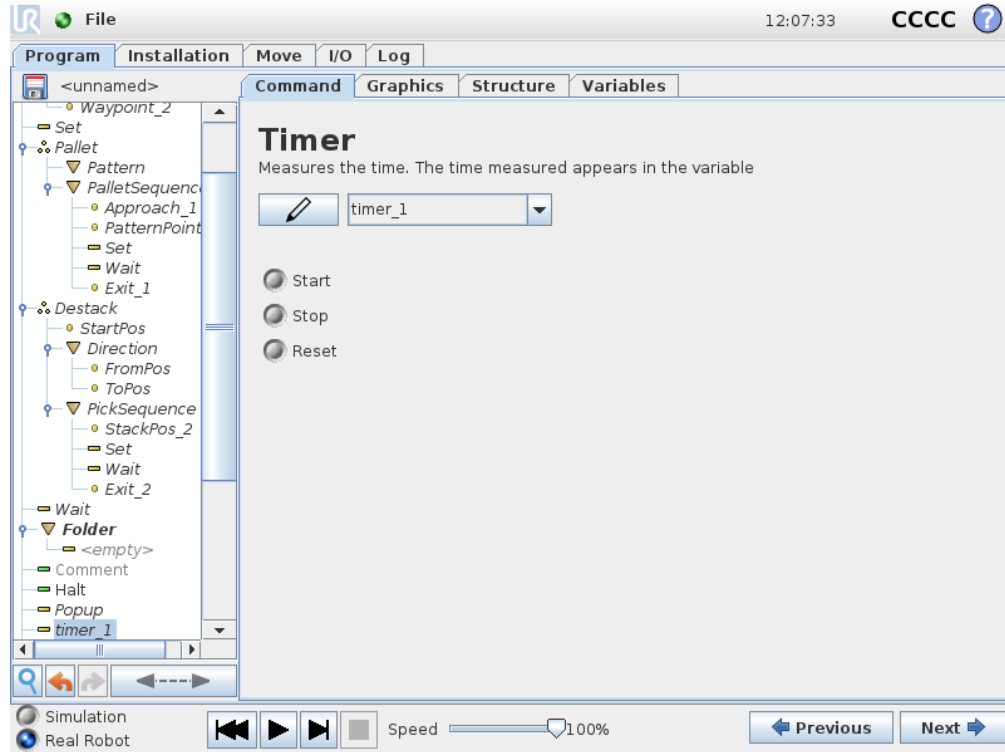 UR File 12:07:33 CCCC ?
Program Installation Move I/O Log
<unnamed>
Command Graphics Structure Variables
Waypoint_2
Set
Pallet
Pattern
PalletSequenc
Approach_1
PatternPoint
Set
Wait
Exit_1
Destack
StartPos
Direction
FromPos
ToPos
PickSequence
StackPos_2
Set
Wait
Exit_2
Wait
Folder
<empty>
Comment
Halt
Popup
timer_1
Timer
Measures the time. The time measured appears in the variable
timer_1
Start
Stop
Reset
Simulation
Real Robot
Speed 100%
Previous Next